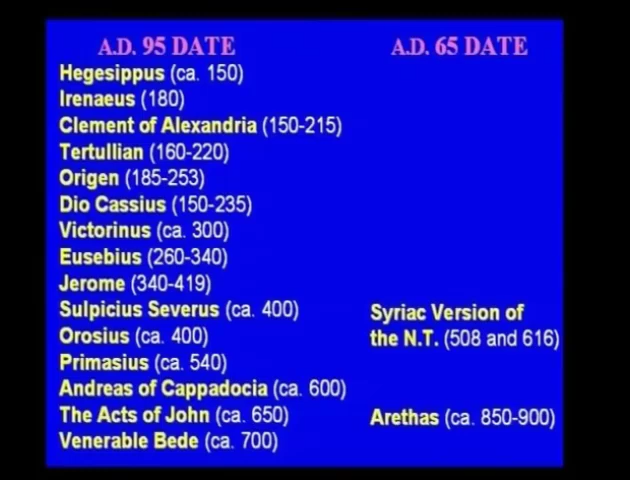 A.D. 95 DATE
Hegesippus (ca. 150)
Irenaeus (180)
Clement of Alexandria (150-215)
Tertullian (160-220)
Origen (185-253)
Dio Cassius (150-235)
Victorinus (ca. 300)
Eusebius (260-340)
Jerome (340-419)
Sulpicius Severus (ca. 400)
Orosius (ca. 400)
Primasius (ca. 540)
Andreas of Cappadocia (ca. 600)
The Acts of John (ca. 650)
Venerable Bede (ca. 700)
A.D. 65 DATE
Syriac Version of
the N.T. (508 and 616)
Arethas (ca. 850-900)